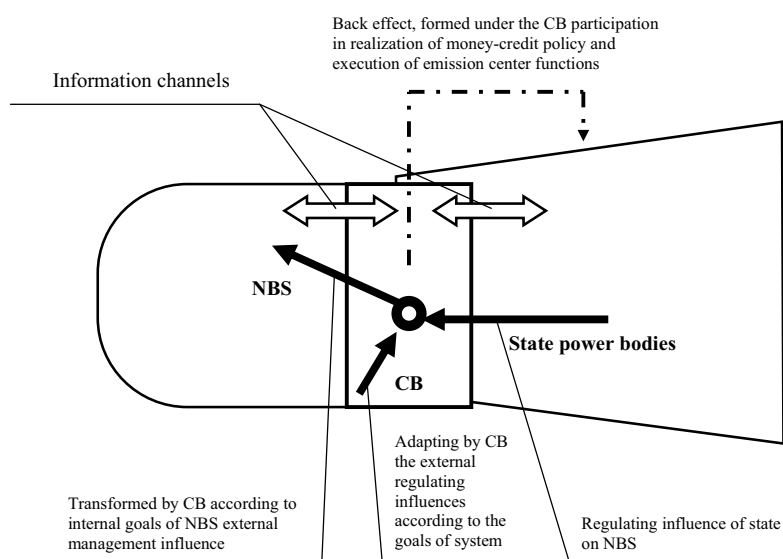 Back effect, formed under the CB participation
in realization of money-credit policy and
execution of emission center functions
Information channels
NBS
State power bodies
CB
Adapting by CB
the external
regulating
influences
according to the
goals of system
Transformed by CB according to
internal goals of NBS external
management influence
Regulating influence of state
on NBS